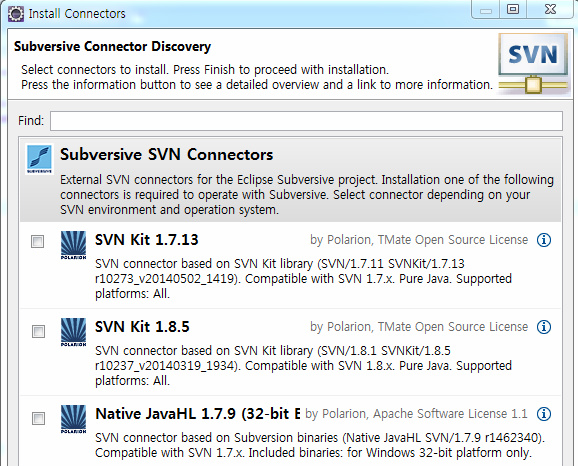 Install Connectors
Subversive Connector Discovery
Select connectors to install. Press Finish to proceed with installation.
Press the information button to see a detailed overview and a link to more information.
SVN
Find:
SUBVERSIVE
Subversive SVN Connectors
External SVN connectors for the Eclipse Subversive project. Installation one of the following
connectors is required to operate with Subversive. Select connector depending on your
SVN environment and operation system.
POLARION
SVN Kit 1.7.13
by Polarion, TMate Open Source License
SVN connector based on SVN Kit library (SVN/1.7.11 SVNKit/1.7.13
r10273_v20140502_1419). Compatible with SVN 1.7.x. Pure Java. Supported
platforms: All.
POLARION
SVN Kit 1.8.5
by Polarion, TMate Open Source License
SVN connector based on SVN Kit library (SVN/1.8.1 SVNKit/1.8.5
r10237_v20140319_1934). Compatible with SVN 1.8.x. Pure Java. Supported
platforms: All.
POLARION
Native JavaHL 1.7.9 (32-bit E
by Polarion, Apache Software License 1.1
SVN connector based on Subversion binaries (Native JavaHL SVN/1.7.9 r1462340).
Compatible with SVN 1.7.x. Included binaries: for Windows 32-bit platform only.